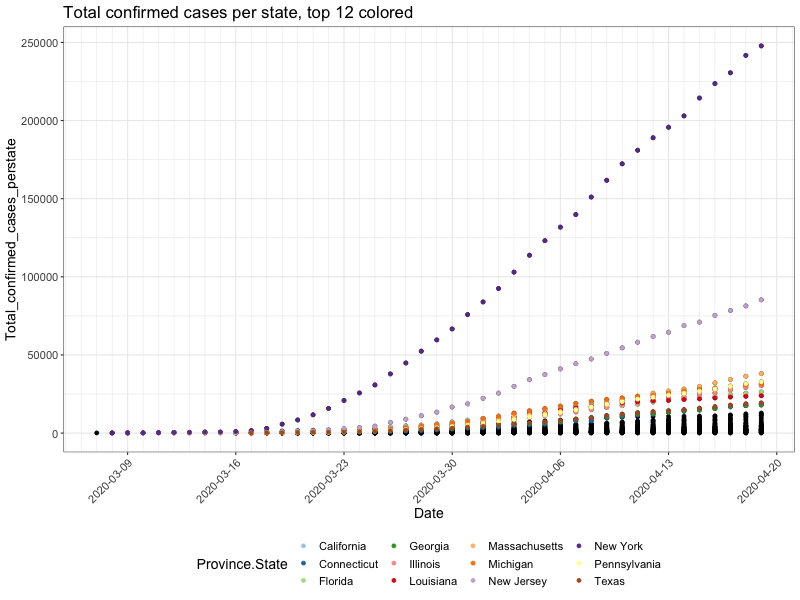 Total confirmed cases per state, top 12 colored
Total_confirmed_cases_perstate
250000
200000
150000
100000
50000
0
2020-03-09 2020-03-16 2020-03-23 2020-03-30 2020-04-06 2020-04-13 2020-04-20
Date
Province.State
California Georgia Massachusetts New York
Connecticut Illinois Michigan Pennsylvania
Florida Louisiana New Jersey Texas